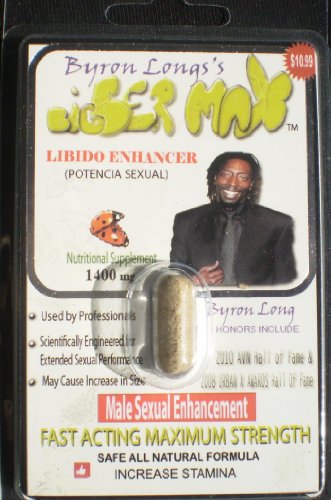 Byron Longs's
$10.99
BiGGER MAX
TM
LIBIDO ENHANCER
(POTENCIA SEXUAL)
Nutritional Supplement
1400 mg
Byron Long
HONORS INCLUDE
2010 AVN Hall OF Fame &
2008 URBAN X AWARDS Hall OF Fame
• Used by Professionals
• Scientifically Engineered for
Extended Sexual Performance
• May Cause Increase in Size
Male Sexual Enhancement
FAST ACTING MAXIMUM STRENGTH
SAFE ALL NATURAL FORMULA
INCREASE STAMINA